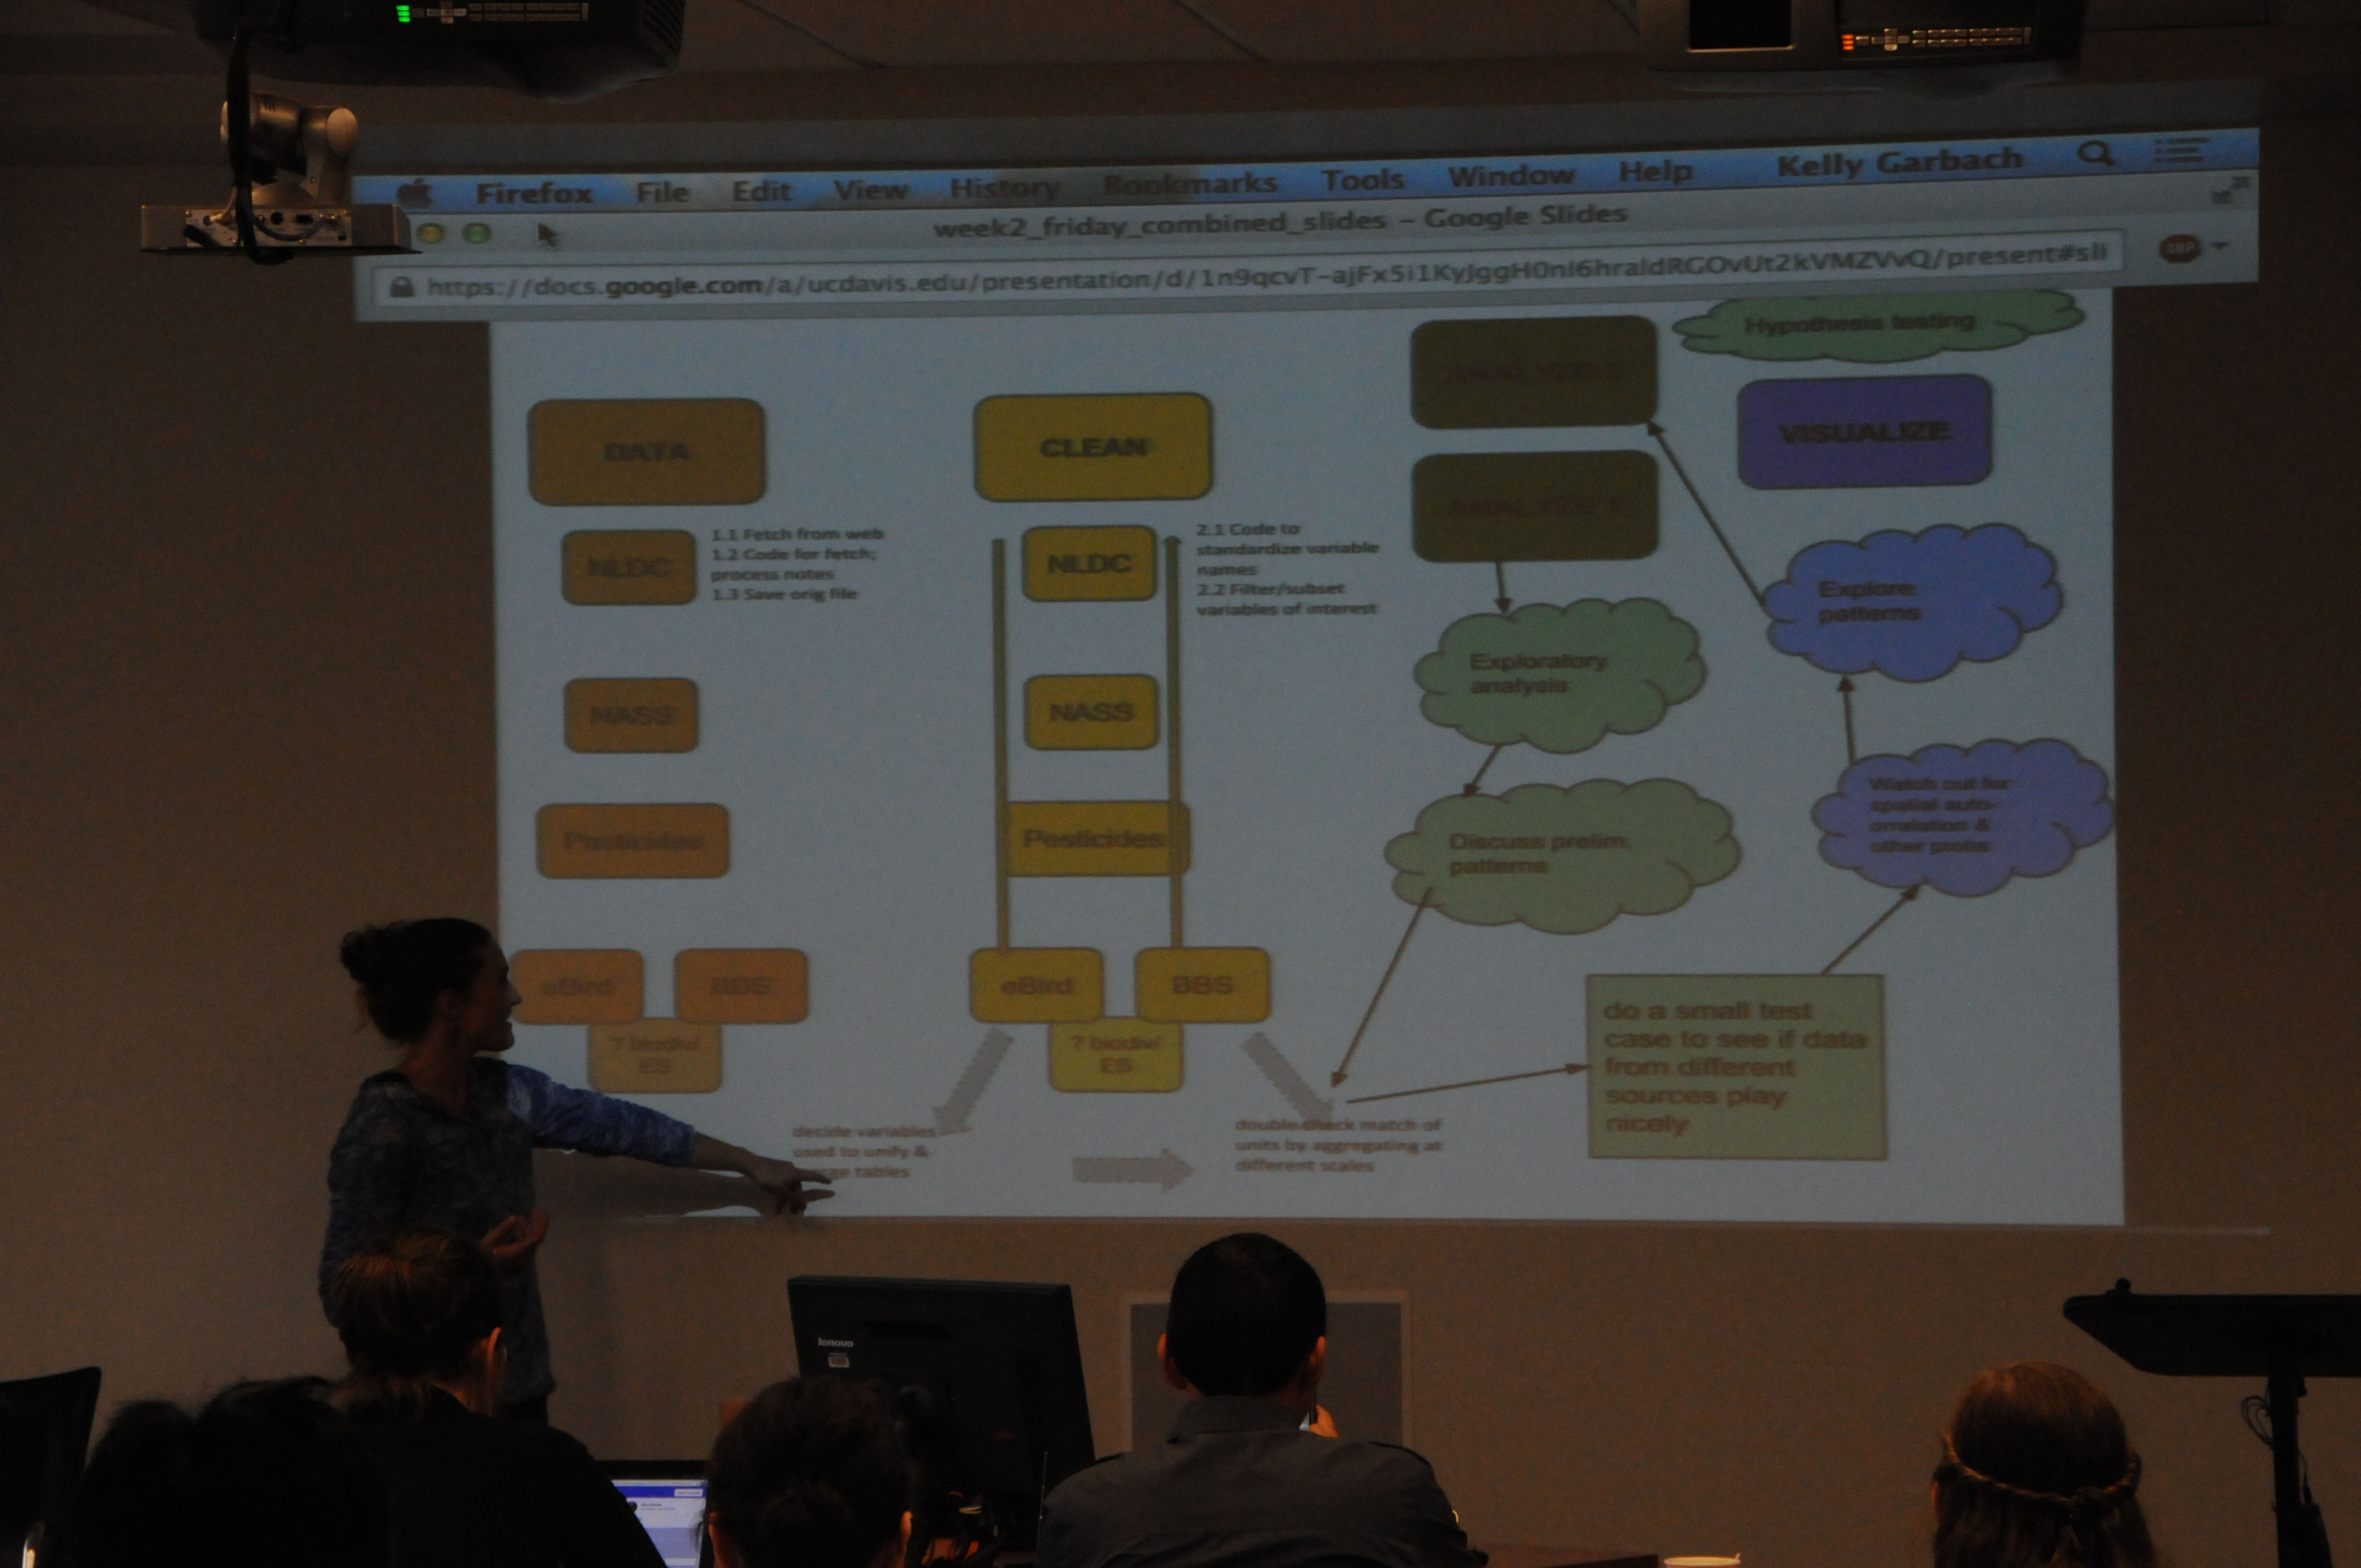 Firefox File Edit View History Bookmarks Tools Window Help Kelly Garbach
week2_friday_combined_slides – Google Slides
https://docs.google.com/a/ucdavis.edu/presentation/d/1n9qcvT-ajFx5i1KyJggH0nI6hraldRGOvUt2kVMZVvQ/present#sli
ABP
DATA
NLDC
1.1 Fetch from web
1.2 Code for fetch;
process notes
1.3 Save orig file
NASS
Pesticides
eBird
BBS
? biodiv/
ES
CLEAN
NLDC
2.1 Code to
standardize variable
names
2.2 Filter/subset
variables of interest
NASS
Pesticides
eBird
BBS
? biodiv/
ES
decide variables
used to unify &
tables
double check match of
units by aggregating at
different scales
ANALYZE
ANALYZE
Exploratory
analysis
Discuss prelim.
patterns
do a small test
case to see if data
from different
sources play
nicely
Hypothesis testing
VISUALIZE
Explore
patterns
Watch out for
spatial auto-
orrelation &
other probs
lenovo